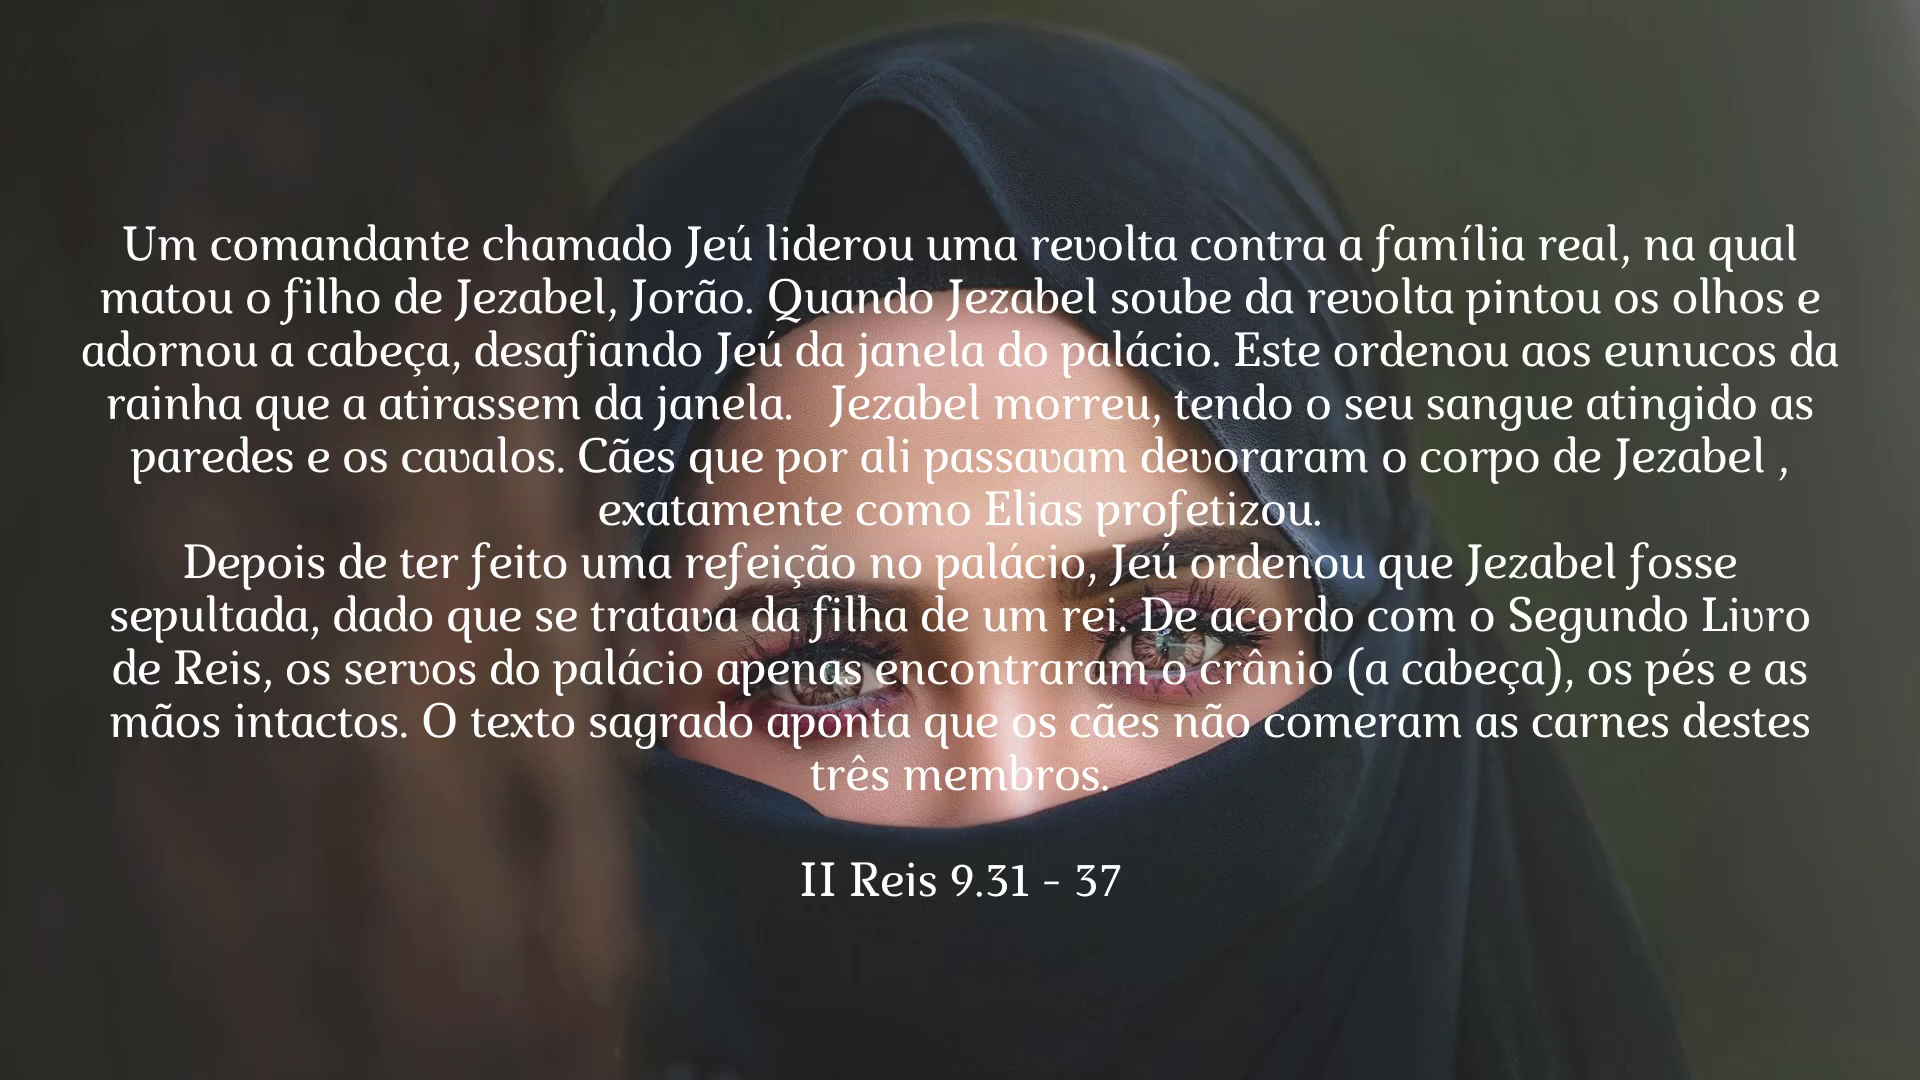 Um comandante chamado Jeú liderou uma revolta contra a família real, na qual
matou o filho de Jezabel, Jorão. Quando Jezabel soube da revolta pintou os olhos e
adornou a cabeça, desafiando Jeú da janela do palácio. Este ordenou aos eunucos da
rainha que a atirassem da janela.   Jezabel morreu, tendo o seu sangue atingido as
paredes e os cavalos. Cães que por ali passavam devoraram o corpo de Jezabel ,
exatamente como Elias profetizou.
Depois de ter feito uma refeição no palácio, Jeú ordenou que Jezabel fosse
sepultada, dado que se tratava da filha de um rei. De acordo com o Segundo Livro
de Reis, os servos do palácio apenas encontraram o crânio (a cabeça), os pés e as
mãos intactos. O texto sagrado aponta que os cães não comeram as carnes destes
três membros.
II Reis 9.31 - 37